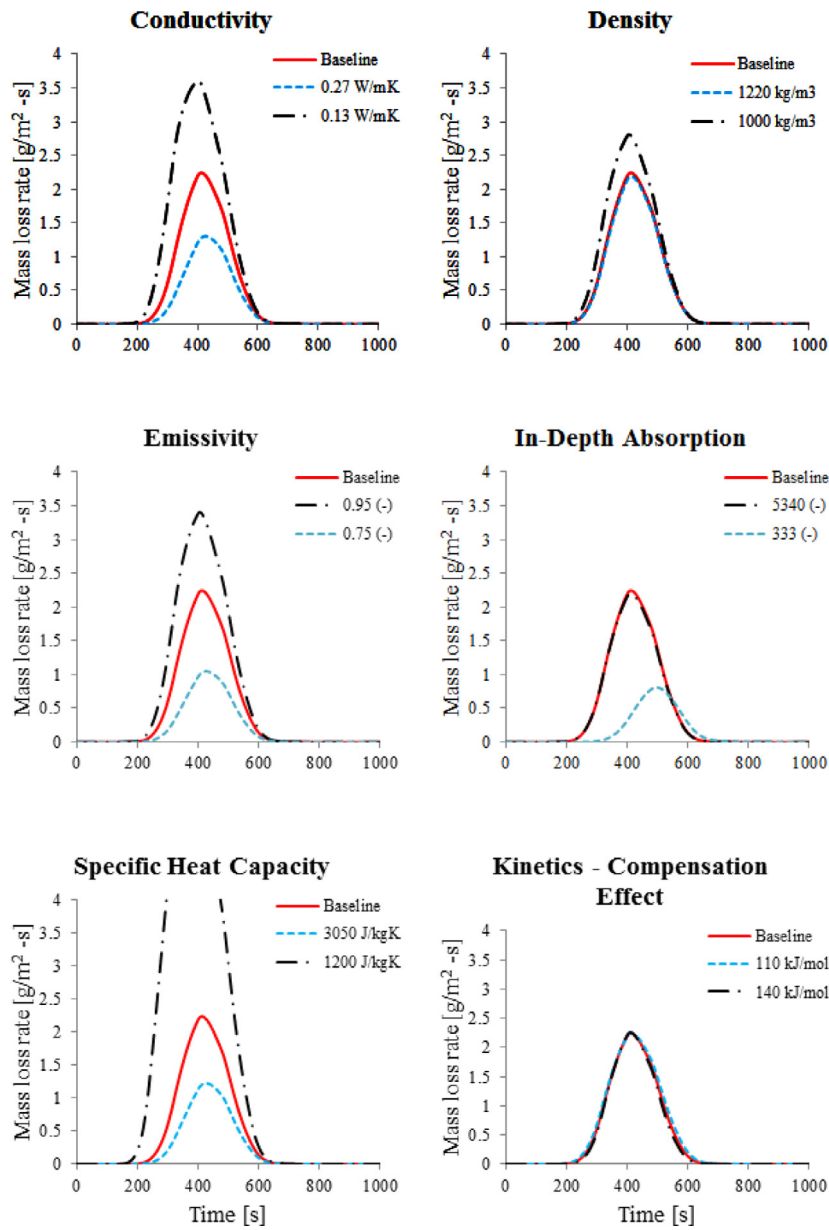 Conductivity
Mass loss rate [g/m² -s]
4
3.5
3
2.5
2
1.5
1
0.5
0
0 200 400 600 800 1000
Baseline
0.27 W/mK
0.13 W/mK
Density
Mass loss rate [g/m² -s]
4
3.5
3
2.5
2
1.5
1
0.5
0
0 200 400 600 800 1000
Baseline
1220 kg/m3
1000 kg/m3
Emissivity
Mass loss rate [g/m² -s]
4
3.5
3
2.5
2
1.5
1
0.5
0
0 200 400 600 800 1000
Baseline
0.95 (-)
0.75 (-)
In-Depth Absorption
Mass loss rate [g/m² -s]
4
3.5
3
2.5
2
1.5
1
0.5
0
0 200 400 600 800 1000
Baseline
5340 (-)
333 (-)
Specific Heat Capacity
Mass loss rate [g/m² -s]
4
3.5
3
2.5
2
1.5
1
0.5
0
0 200 400 600 800 1000
Time [s]
Baseline
3050 J/kgK
1200 J/kgK
Kinetics - Compensation
Effect
Mass loss rate [g/m² -s]
4
3.5
3
2.5
2
1.5
1
0.5
0
0 200 400 600 800 1000
Time [s]
Baseline
110 kJ/mol
140 kJ/mol